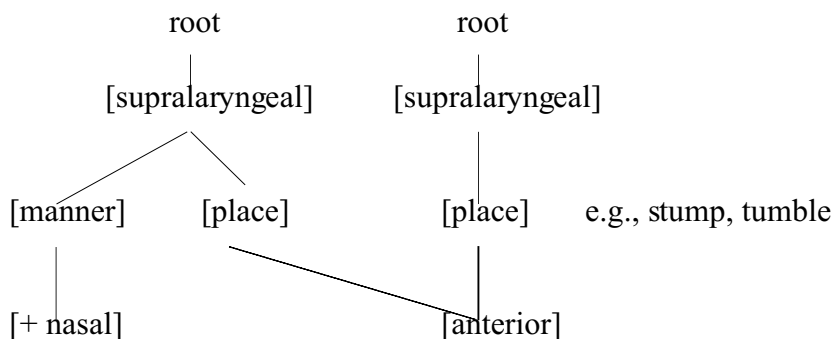 root root
[supralaryngeal] [supralaryngeal]
[manner] [place] [place] e.g., stump, tumble
[+ nasal] [anterior]